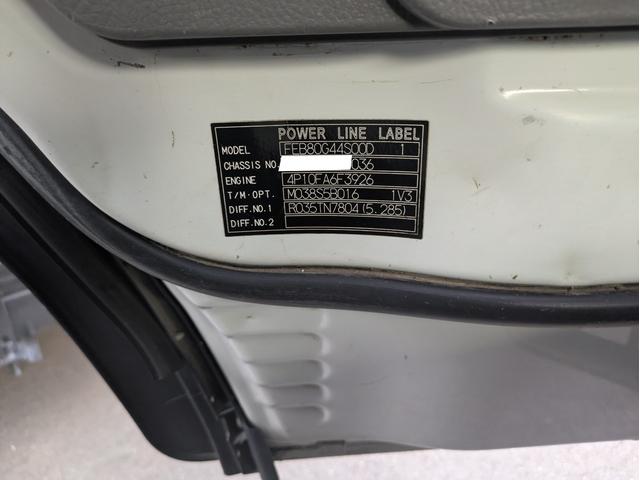 POWER LINE LABEL
MODEL FEB80G44S00D 1
CHASSIS NO. 036
ENGINE 4P10FA6F3926
T/M・OPT. M038S5B016 1V3
DIFF.NO.1 R035TN7804(5.285)
DIFF.NO.2